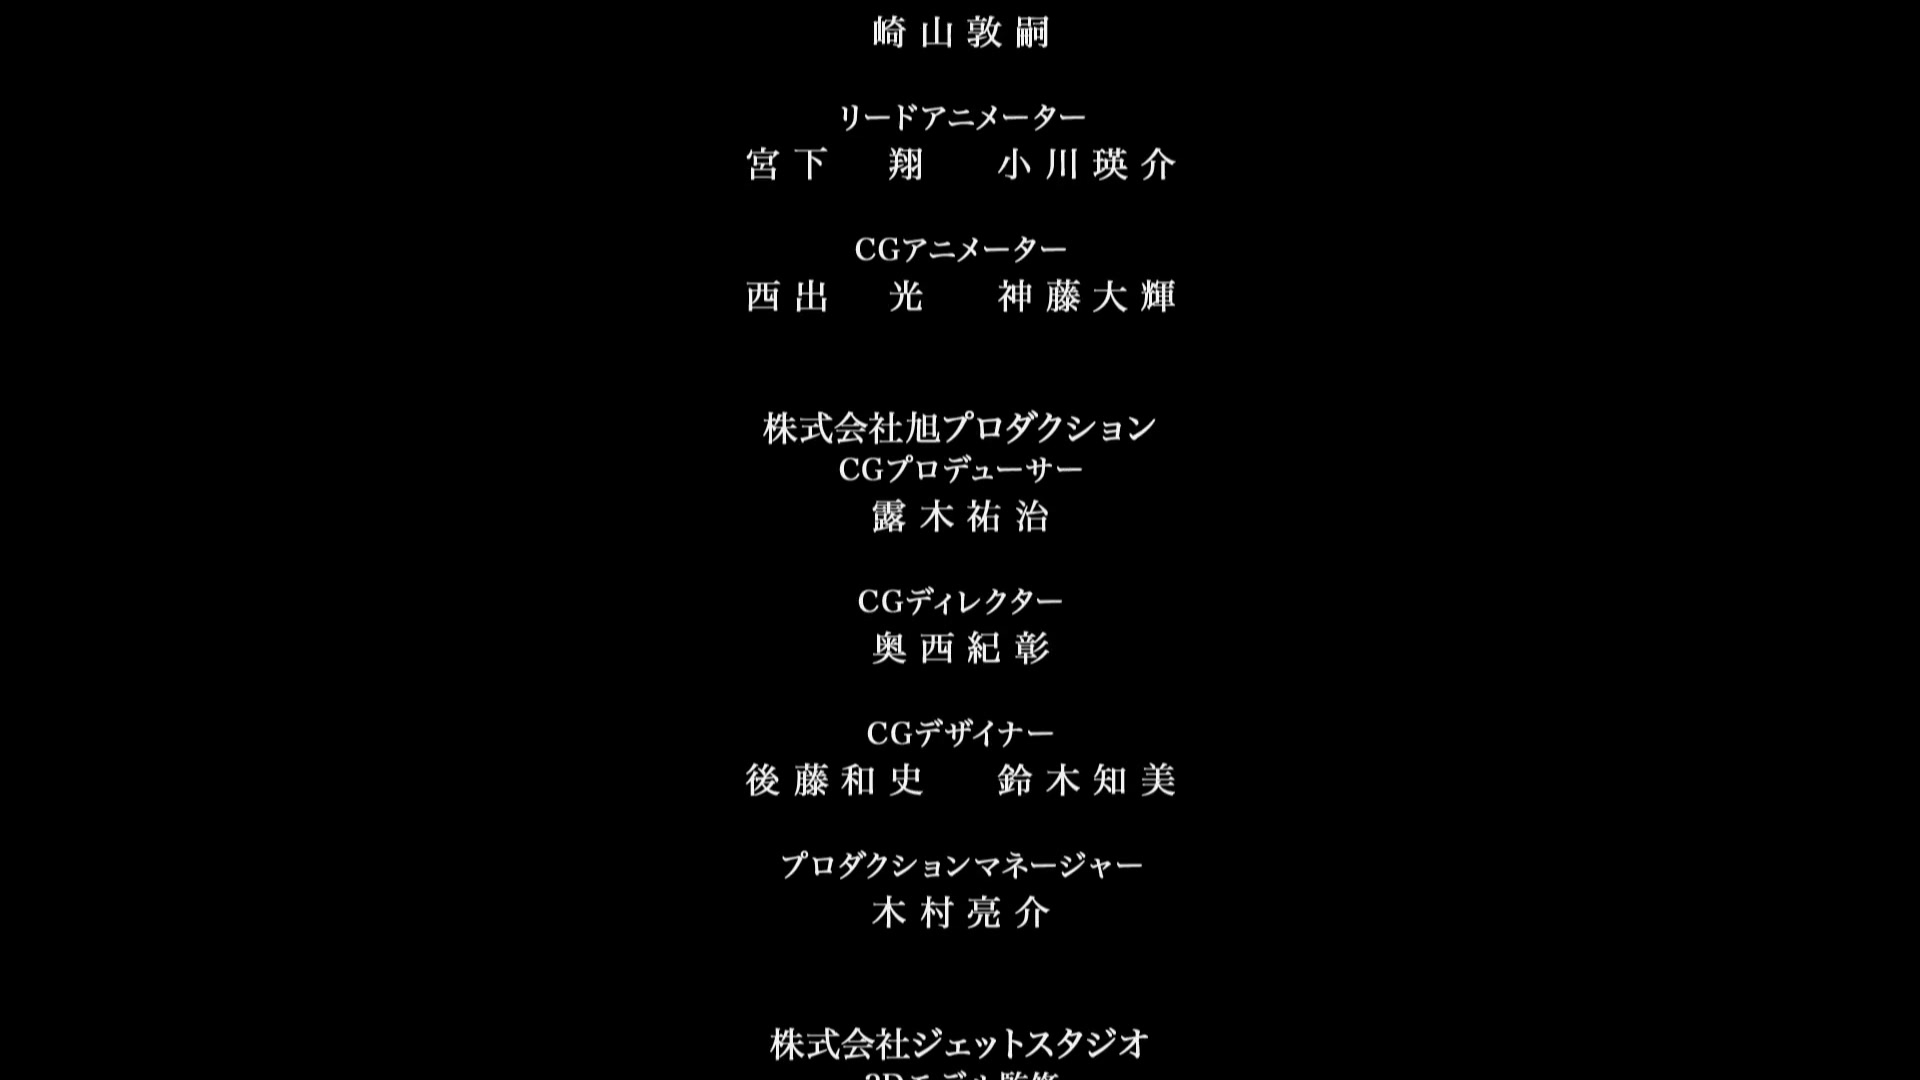 崎山敦嗣
リードアニメーター
宮下　翔　小川瑛介
CGアニメーター
西出　光　神藤大輝
株式会社旭プロダクション
CGプロデューサー
露木祐治
CGディレクター
奥西紀彰
CGデザイナー
後藤和史　鈴木知美
プロダクションマネージャー
木村亮介
株式会社ジェットスタジオ